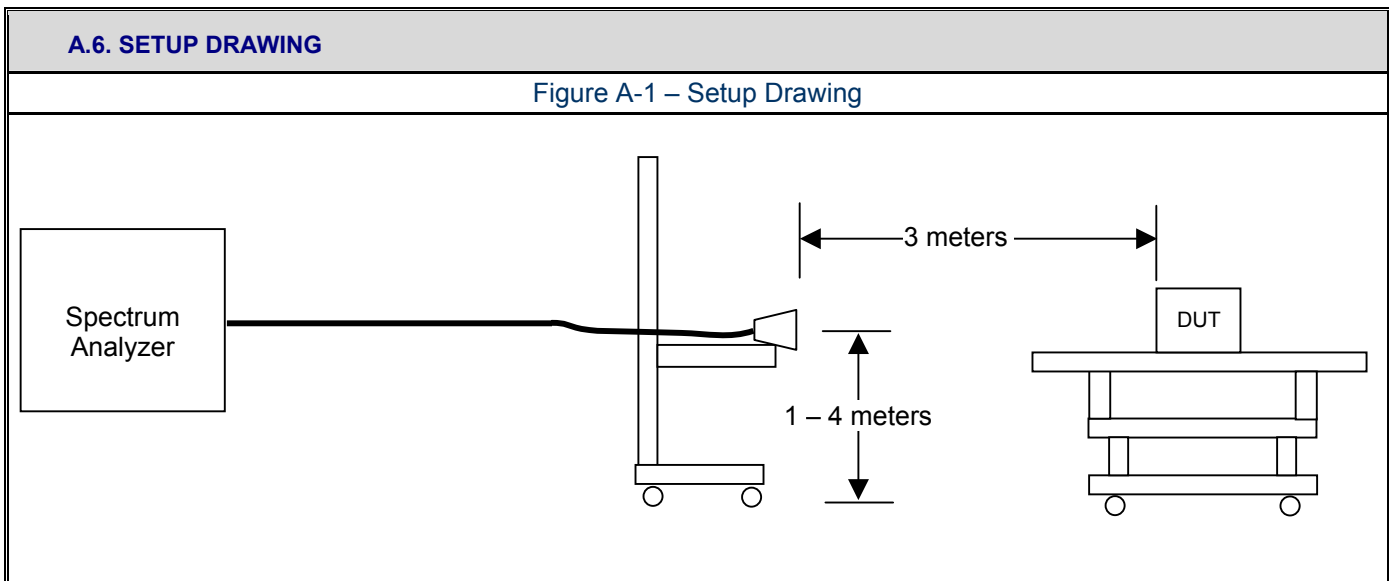 A.6. SETUP DRAWING
Figure A-1 – Setup Drawing
Spectrum
Analyzer
3 meters
DUT
1 – 4 meters